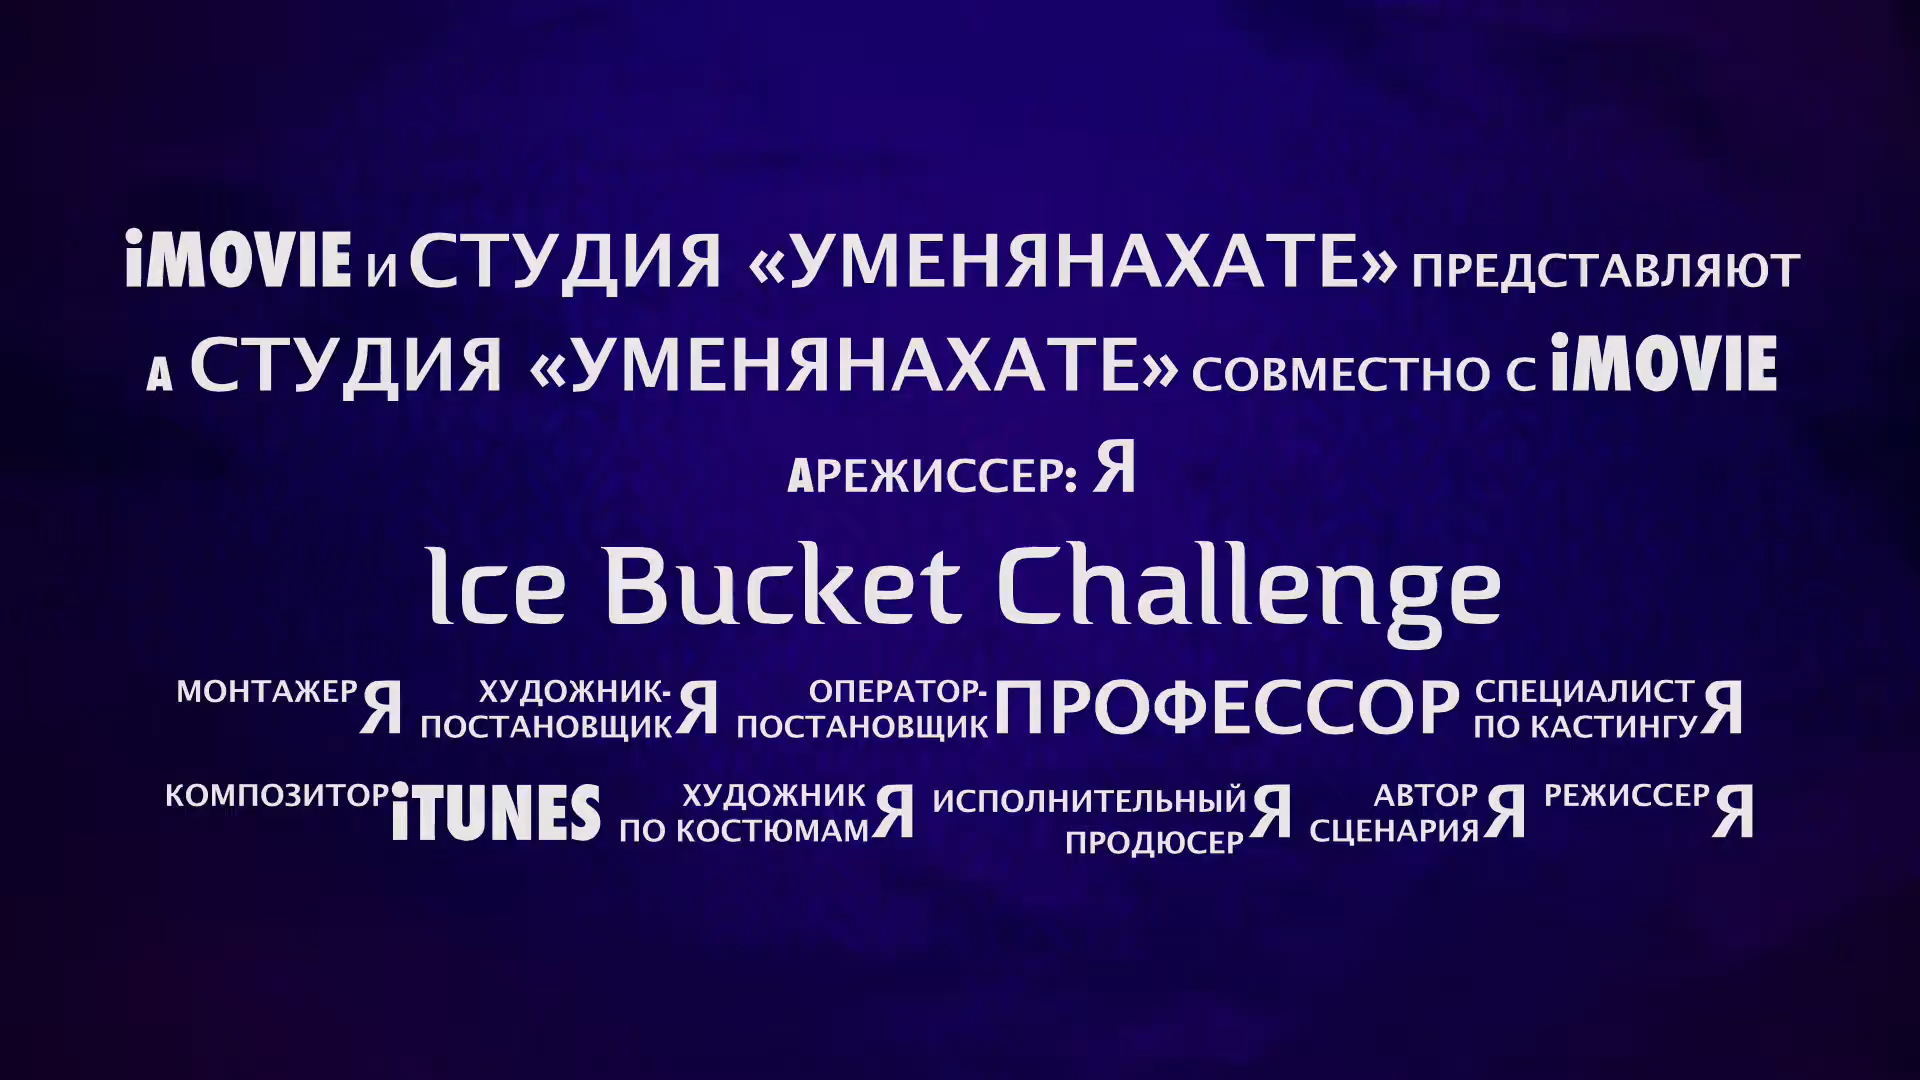 iMOVIE и СТУДИЯ «УМЕНЯНАХАТЕ» ПРЕДСТАВЛЯЮТ
А СТУДИЯ «УМЕНЯНАХАТЕ» СОВМЕСТНО С iMOVIE
АРЕЖИССЕР: Я
Ice Bucket Challenge
МОНТАЖЕР Я ХУДОЖНИК-ПОСТАНОВЩИК Я ОПЕРАТОР-ПОСТАНОВЩИК ПРОФЕССОР СПЕЦИАЛИСТ ПО КАСТИНГУ Я
КОМПОЗИТОР iTUNES ХУДОЖНИК ПО КОСТЮМАМ Я ИСПОЛНИТЕЛЬНЫЙ ПРОДЮСЕР Я АВТОР СЦЕНАРИЯ Я РЕЖИССЕР Я